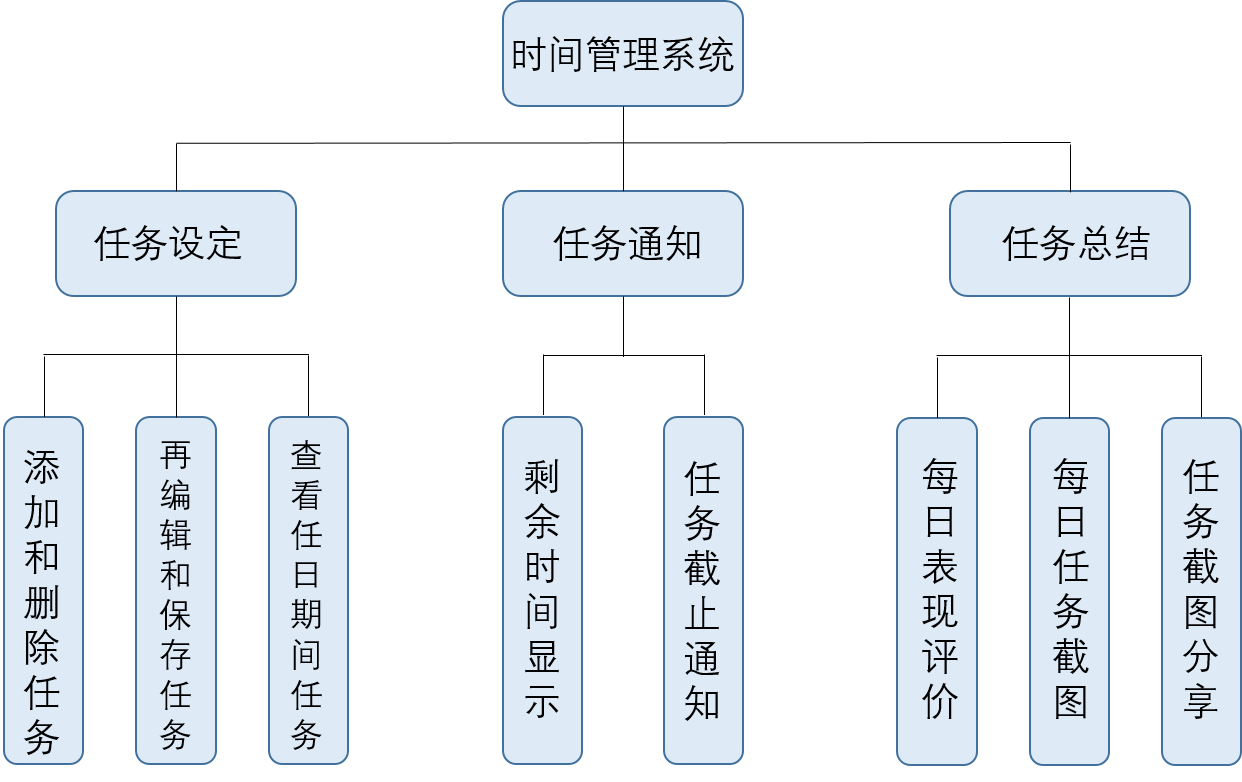 时间管理系统
任务设定
任务通知
任务总结
添加和删除任务
再编辑和保存任务
查看任日期间任务
剩余时间显示
任务截止通知
每日表现评价
每日任务截图
任务截图分享